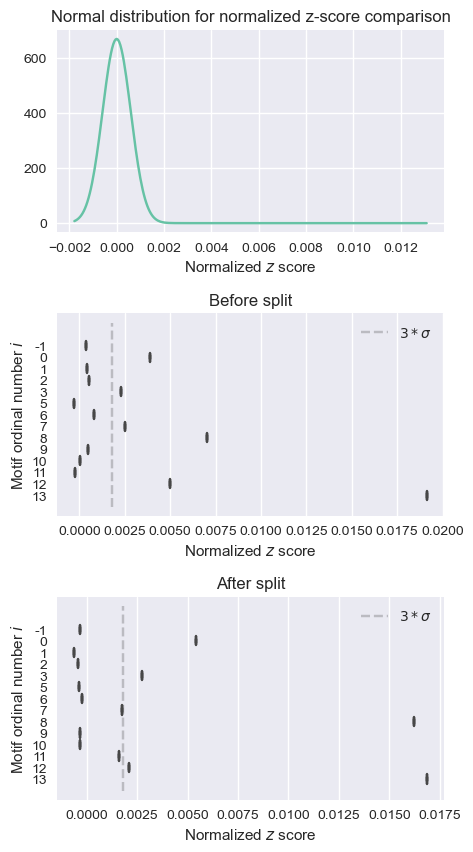 Normal distribution for normalized z-score comparison
600
400
200
0
−0.002 0.000 0.002 0.004 0.006 0.008 0.010 0.012
Normalized z score
Before split
Motif ordinal number i
-1
0
1
2
3
5
6
7
8
9
10
11
12
13
3 * σ
0.0000 0.0025 0.0050 0.0075 0.0100 0.0125 0.0150 0.0175 0.0200
Normalized z score
After split
Motif ordinal number i
-1
0
1
2
3
5
6
7
8
9
10
11
12
13
3 * σ
0.0000 0.0025 0.0050 0.0075 0.0100 0.0125 0.0150 0.0175
Normalized z score